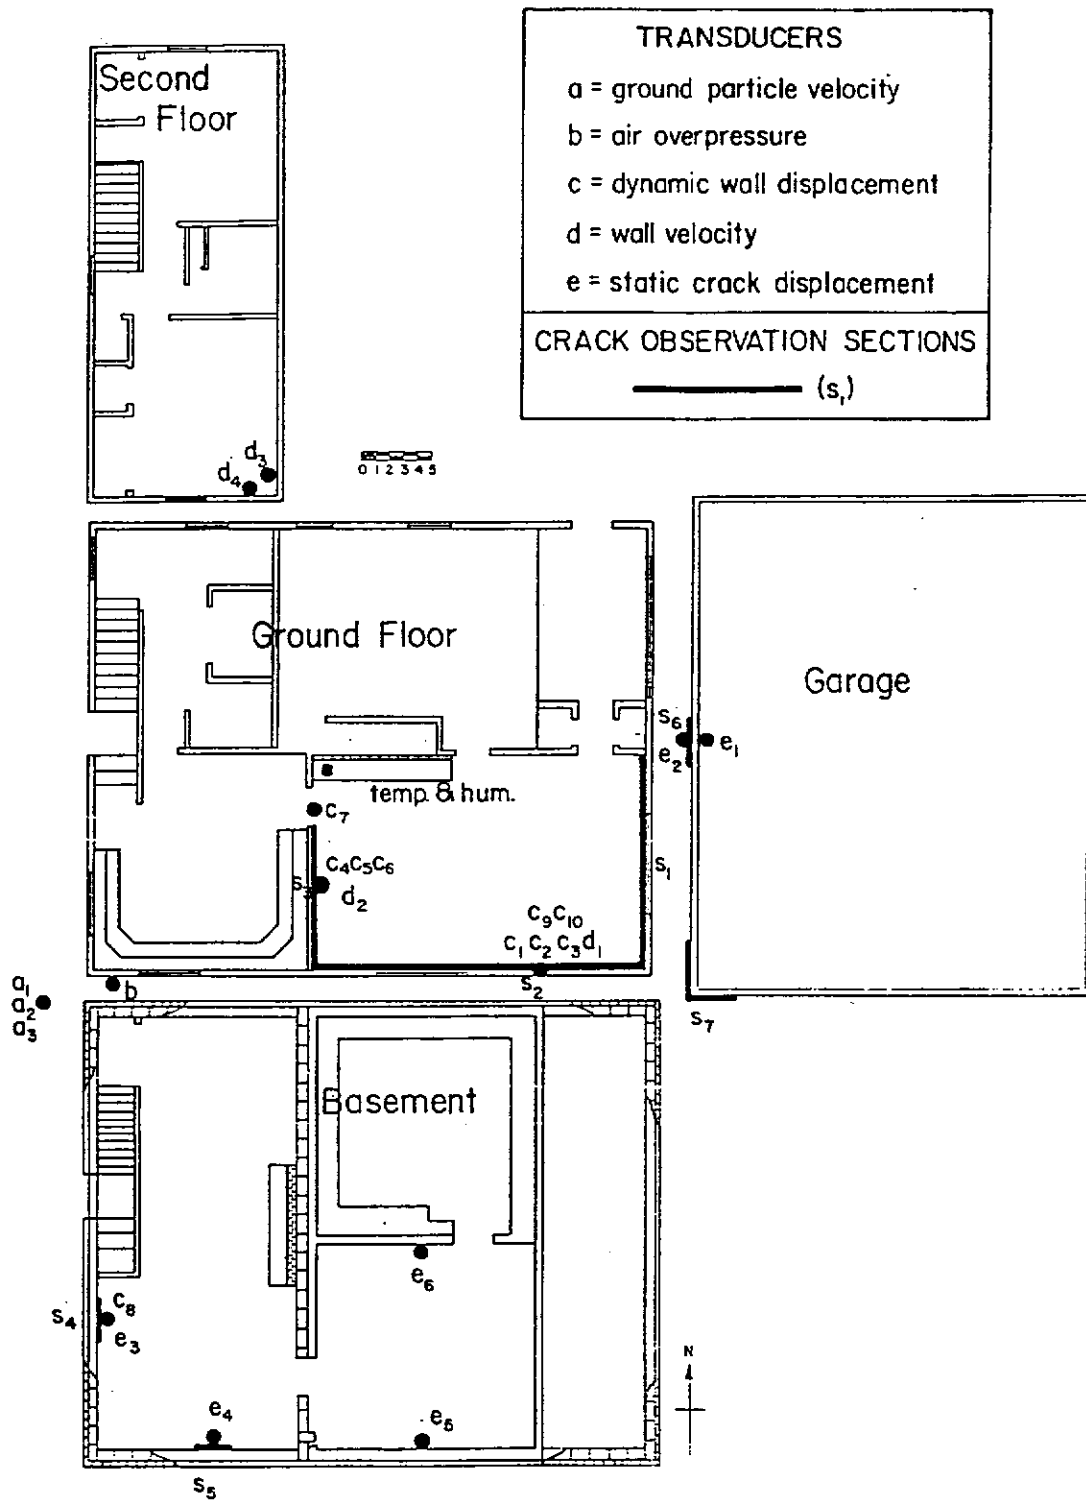 TRANSDUCERS
a = ground particle velocity
b = air overpressure
c = dynamic wall displacement
d = wall velocity
e = static crack displacement
CRACK OBSERVATION SECTIONS
(s₁)
Second
Floor
d₃
d₄
0 1 2 3 4 5
Ground Floor
temp. & hum.
c₇
c₄c₅c₆
s₃
d₂
c₉c₁₀
c₁ c₂ c₃d₁
s₂
s₁
Garage
s₆
e₁
e₂
s₇
a₁
a₂
a₃
b
Basement
e₆
c₈
s₄
e₃
e₄
e₅
s₅
N